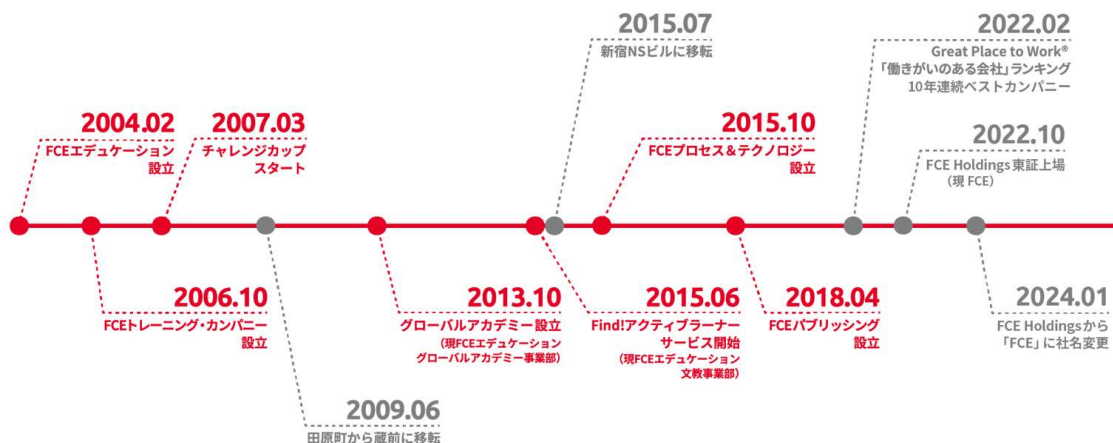 2004.02
FCEエデュケーション
設立
2006.10
FCEトレーニング・カンパニー
設立
2007.03
チャレンジカップ
スタート
2009.06
田原町から蔵前に移転
2013.10
グローバルアカデミー設立
（現FCEエデュケーション
グローバルアカデミー事業部）
2015.06
Find!アクティブラーナー
サービス開始
（現FCEエデュケーション
文教事業部）
2015.07
新宿NSビルに移転
2015.10
FCEプロセス＆テクノロジー
設立
2018.04
FCEパブリッシング
設立
2022.02
Great Place to Work®
「働きがいのある会社」ランキング
10年連続ベストカンパニー
2022.10
FCE Holdings東証上場
（現 FCE）
2024.01
FCE Holdingsから
「FCE」に社名変更